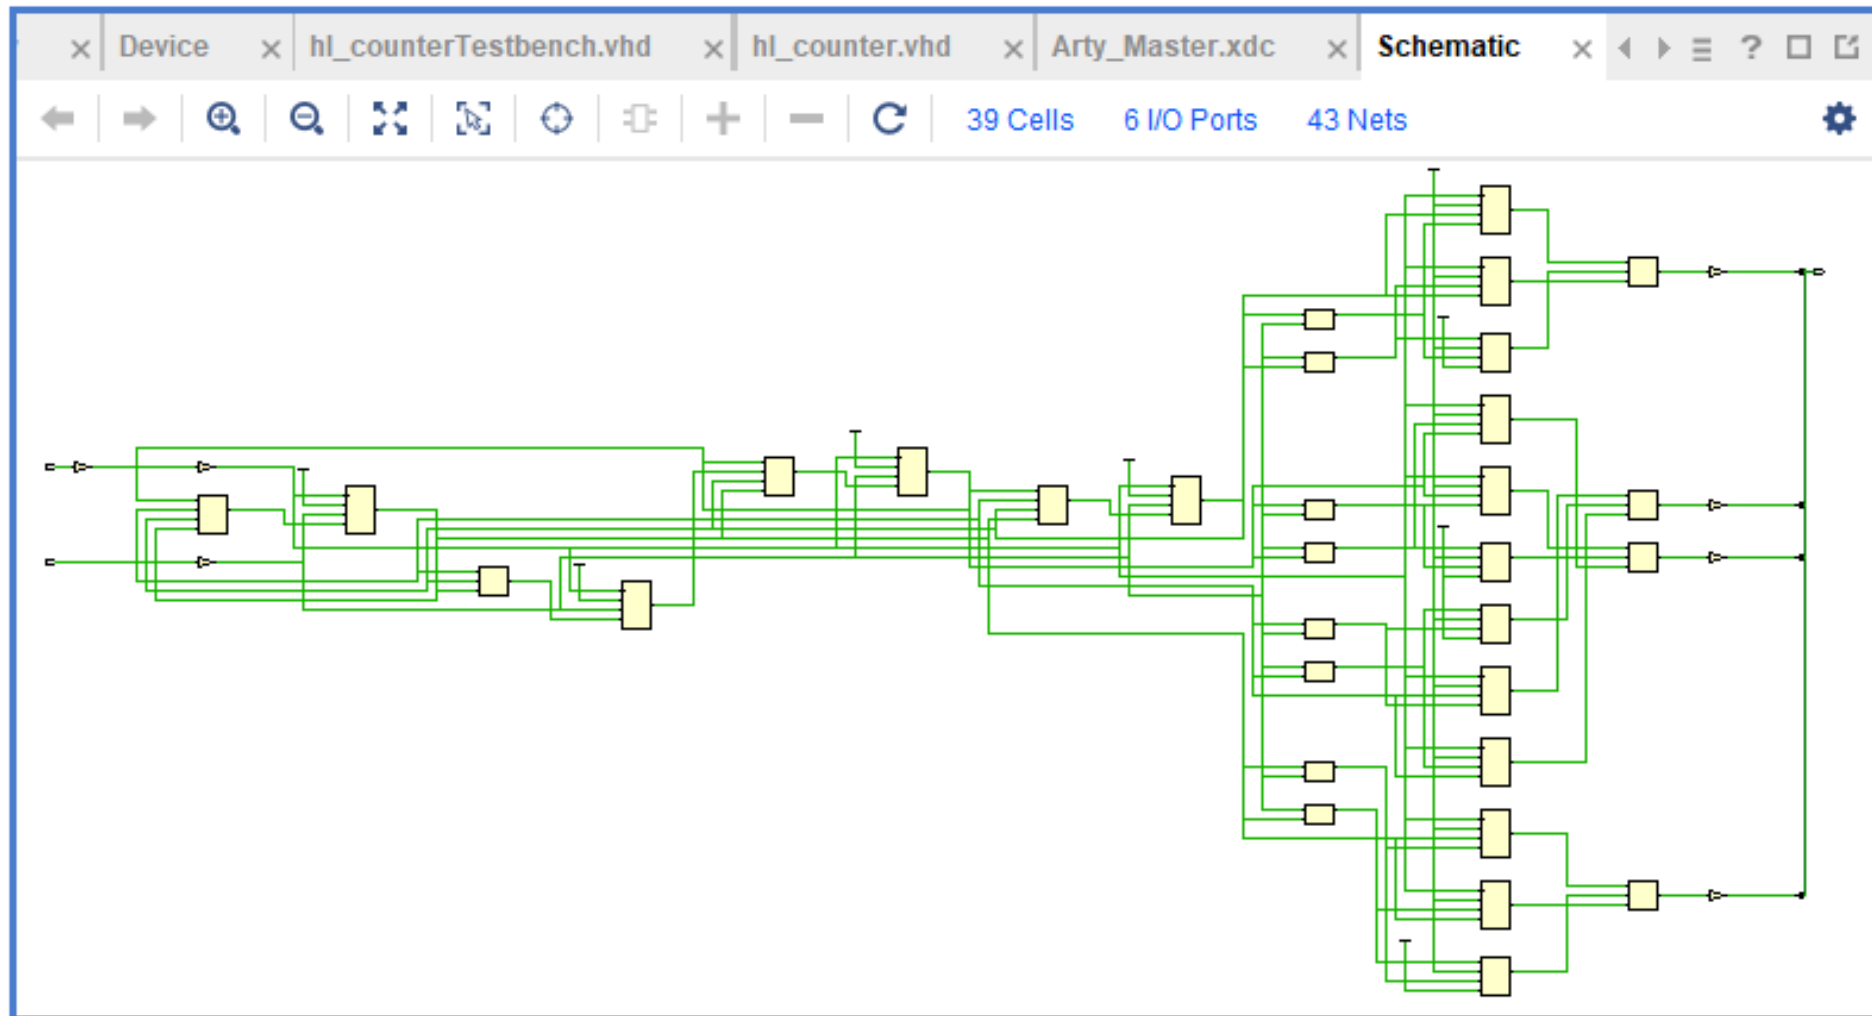 Device hl_counterTestbench.vhd hl_counter.vhd Arty_Master.xdc Schematic ?
39 Cells 6 I/O Ports 43 Nets